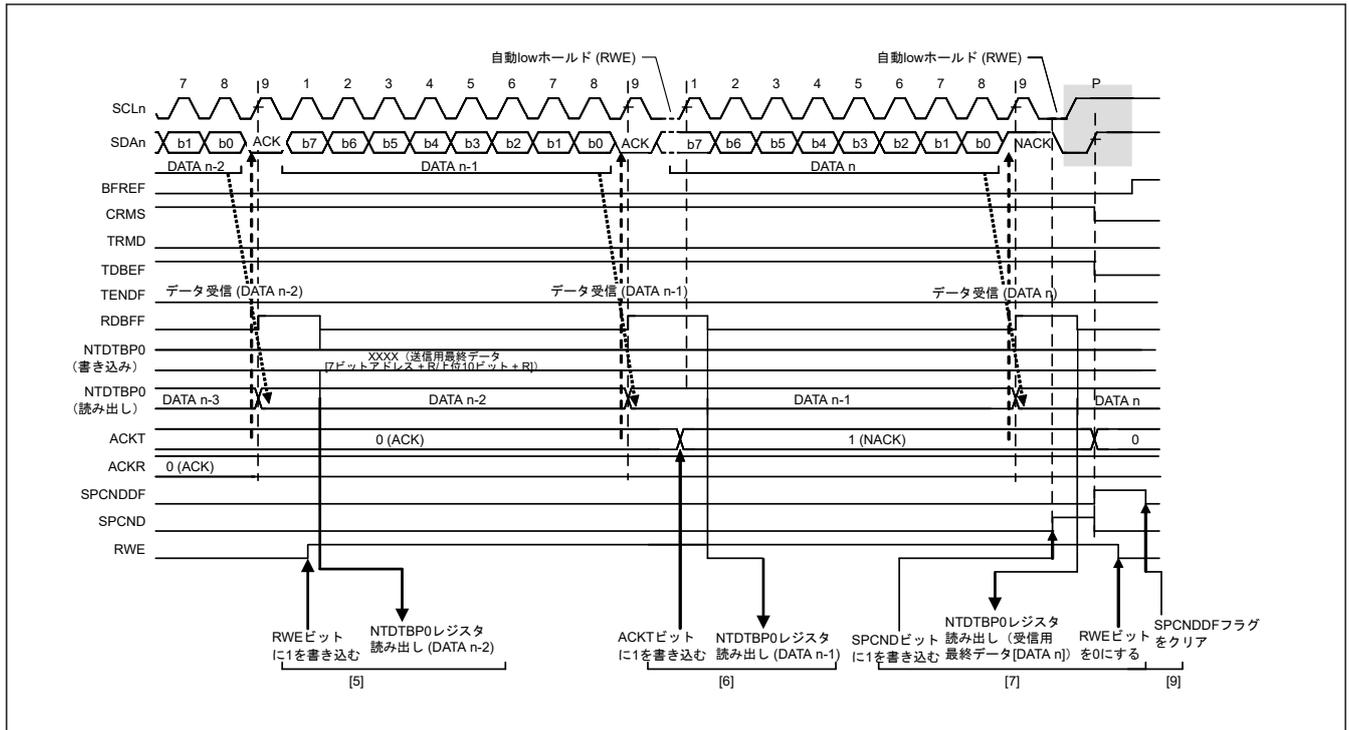 自動lowホールド (RWE)
自動lowホールド (RWE)
7 8 9 1 2 3 4 5 6 7 8 9 1 2 3 4 5 6 7 8 9 P
SCLn
SDAn b1 b0 ACK b7 b6 b5 b4 b3 b2 b1 b0 ACK b7 b6 b5 b4 b3 b2 b1 b0 NACK
DATA n-2 DATA n-1 DATA n
BFREF
CRMS
TRMD
TDBEF
TENDF データ受信 (DATA n-2) データ受信 (DATA n-1) データ受信 (DATA n)
RDBFF
NTDTBP0
(書き込み)
XXXX(送信用最終データ
[7ビットアドレス + R/上位10ビット + R])
NTDTBP0
(読み出し)
DATA n-3 DATA n-2 DATA n-1 DATA n
ACKT 0 (ACK) 1 (NACK) 0
ACKR 0 (ACK)
SPCNDDF
SPCND
RWE
RWEビット
に1を書き込む
NTDTBP0レジスタ
読み出し (DATA n-2)
[5]
ACKTビット
に1を書き込む
NTDTBP0レジスタ
読み出し (DATA n-1)
[6]
SPCNDビット
に1を書き込む
NTDTBP0レジスタ
読み出し(受信用
最終データ[DATA n])
RWEビット
を0にする
[7]
SPCNDDFフラグ
をクリア
[9]